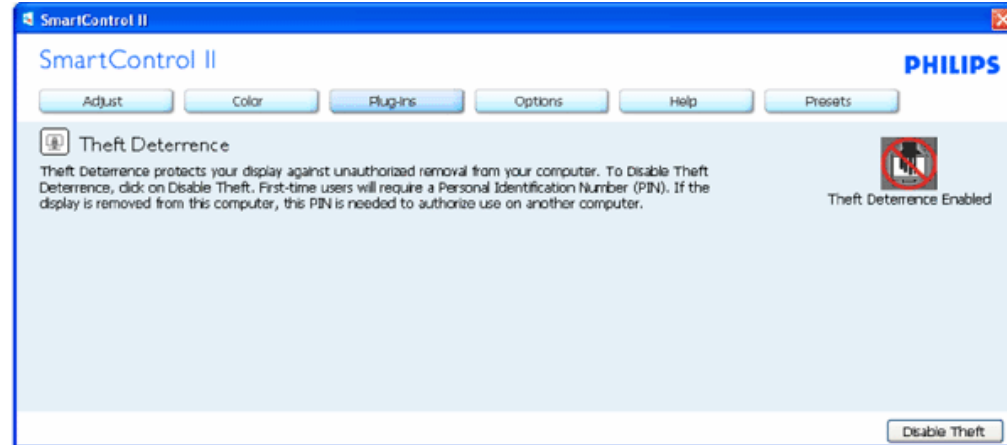 SmartControl II
SmartControl II
PHILIPS
Adjust Color Plug-Ins Options Help Presets
Theft Deterrence
Theft Deterrence protects your display against unauthorized removal from your computer. To Disable Theft
Deterrence, click on Disable Theft. First-time users will require a Personal Identification Number (PIN). If the
display is removed from this computer, this PIN is needed to authorize use on another computer.
Theft Deterrence Enabled
Disable Theft